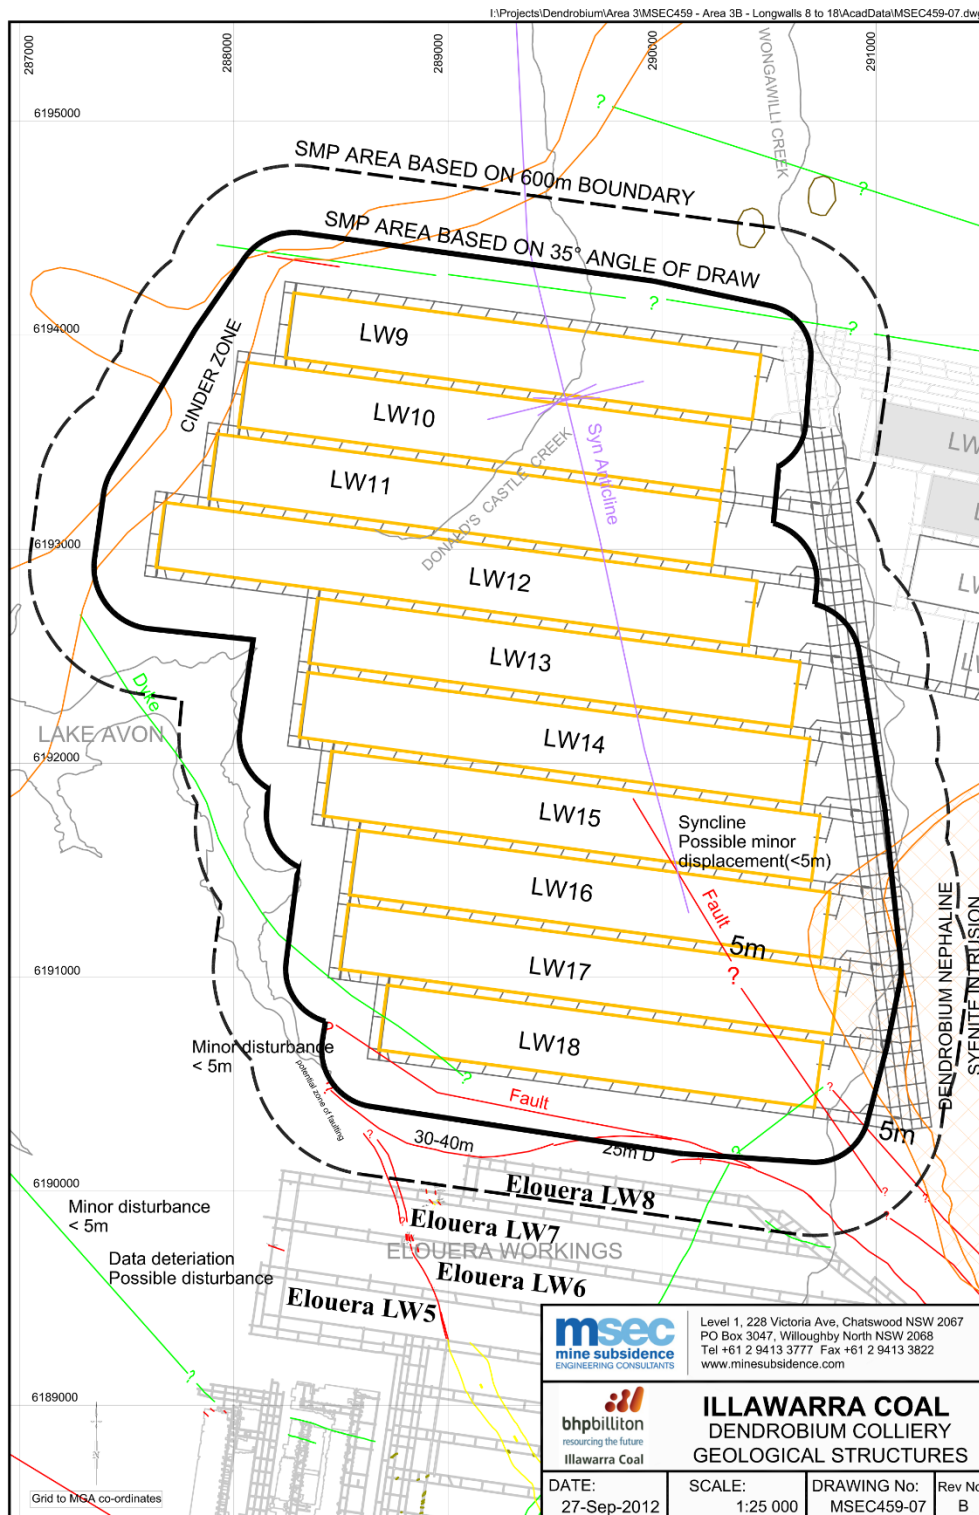 I:\Projects\Dendrobium\Area 3\MSEC459 - Area 3B - Longwalls 8 to 18\AcadData\MSEC459-07.dwg
287000
288000
289000
290000
291000
WONGAWILLI CREEK
6195000
?
?
SMP AREA BASED ON 600m BOUNDARY
SMP AREA BASED ON 35° ANGLE OF DRAW
?
?
6194000
CINDER ZONE
LW9
LW10
LW
LW11
Syn Anticline
DONALD'S CASTLE CREEK
6193000
LW12
LW
LW13
LW
Dyke
LAKE AVON
LW14
6192000
LW15
Syncline
Possible minor
displacement(<5m)
LW16
Fault
5m
?
LW17
6191000
DENDROBIUM NEPHALINE
SYENITE INTRUSION
LW18
?
Minor disturbance
< 5m
potential zone of faulting
?
?
?
Fault
5m
?
30-40m
25m D
?
?
?
?
?
6190000
Elouera LW8
Minor disturbance
< 5m
?
Elouera LW7
ELOUERA WORKINGS
Data deteriation
Possible disturbance
Elouera LW6
Elouera LW5
?
6189000
Grid to MGA co-ordinates
msec
mine subsidence
ENGINEERING CONSULTANTS
Level 1, 228 Victoria Ave, Chatswood NSW 2067
PO Box 3047, Willoughby North NSW 2068
Tel +61 2 9413 3777 Fax +61 2 9413 3822
www.minesubsidence.com
bhpbilliton
resourcing the future
Illawarra Coal
ILLAWARRA COAL
DENDROBIUM COLLIERY
GEOLOGICAL STRUCTURES
DATE:
27-Sep-2012
SCALE:
1:25 000
DRAWING No:
MSEC459-07
Rev No
B